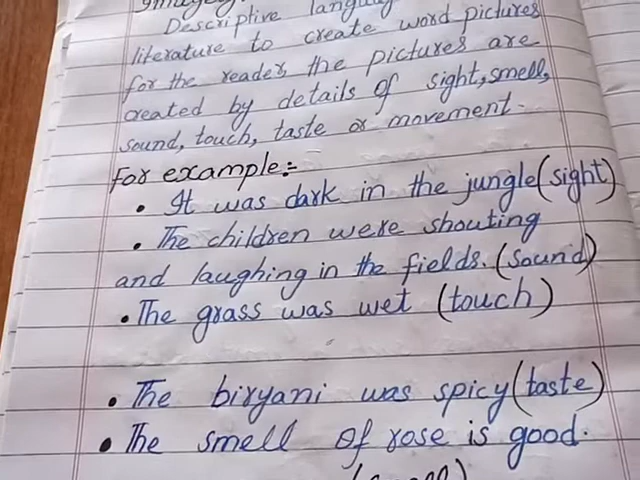 Descriptive
literature to create word pictures
for the reader the pictures are
created by details of sight, smell,
sound, touch, taste or movement.
For example:-
• It was dark in the jungle (sight)
• The children were shouting
and laughing in the fields. (sound)
• The grass was wet (touch)
• The biryani was spicy (taste)
• The smell of rose is good.